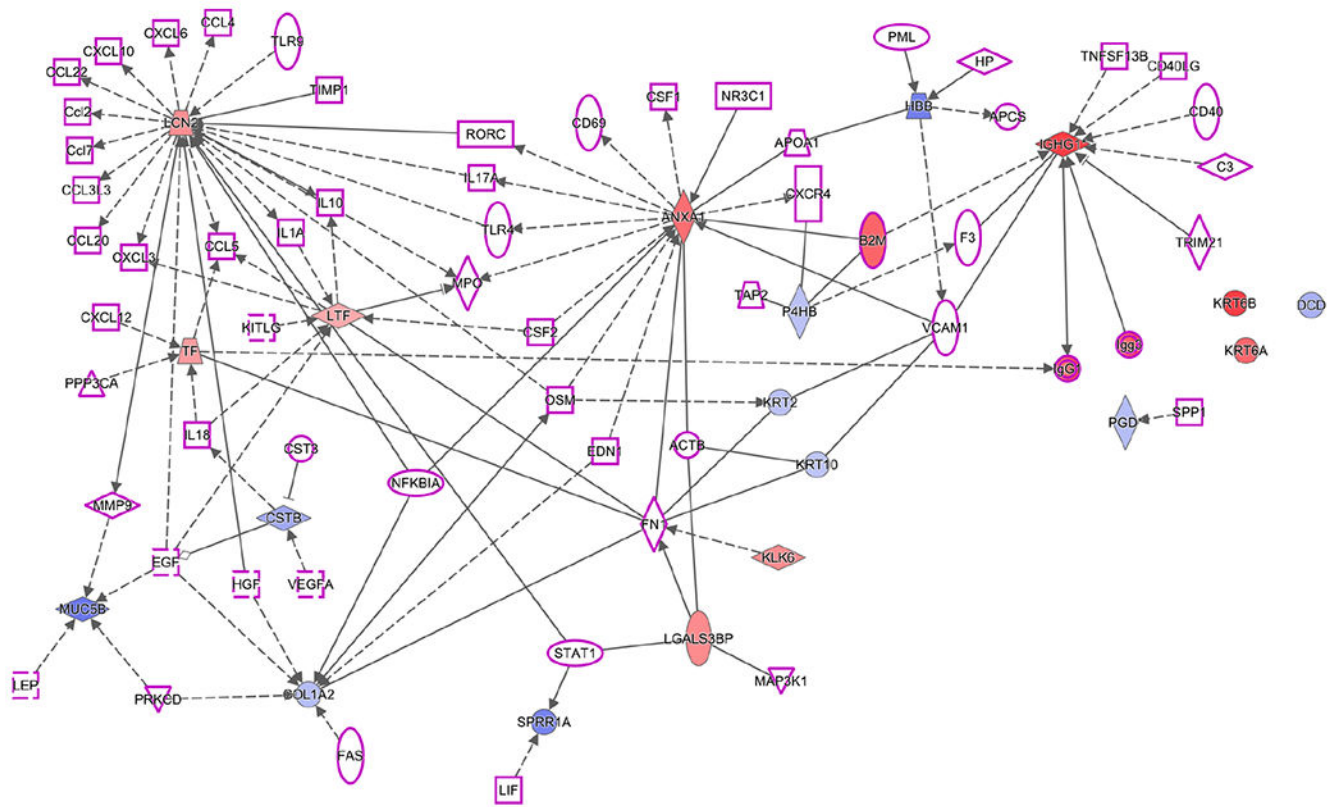 CCL4
CXCL6
TLR9
CXCL10
CCL22
TIMP1
Ccl2
LCN2
Ccl7
CCL3L3
CCL20
CXCL3
CCL5
IL1A
IL10
RORC
IL17A
TLR4
MPO
CD69
CSF1
NR3C1
ANXA1
APOA1
CXCR4
B2M
TAP2
P4HB
PML
HP
HBB
APCS
F3
VCAM1
TNFSF13B
CD40LG
CD40
IGHG1
C3
TRIM21
KRT6B
DCD
KRT6A
Igg3
IgG1
PGD
SPP1
CXCL12
KITLG
LTF
CSF2
TF
PPP3CA
IL18
CST3
OSM
KRT2
EDN1
ACTB
KRT10
NFKBIA
MMP9
CSTB
FN1
KLK6
EGF
HGF
VEGFA
MUC5B
LEP
PRKCD
COL1A2
STAT1
LGALS3BP
MAP3K1
SPRR1A
FAS
LIF